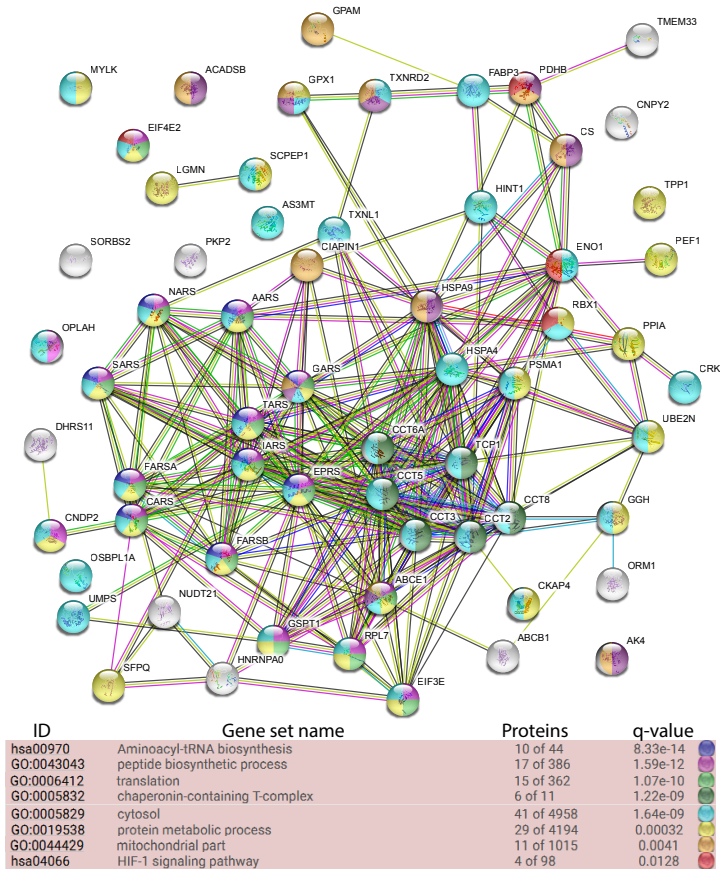 GPAM
TMEM33
MYLK
ACADSB
GPX1
TXNRD2
FABP3
PDHB
CNPY2
EIF4E2
CS
LGMN
SCPEP1
AS3MT
HINT1
TPP1
TXNL1
SORBS2
PKP2
CIAPIN1
ENO1
PEF1
NARS
AARS
HSPA9
RBX1
OPLAH
PPIA
SARS
GARS
HSPA4
PSMA1
CRK
TARS
UBE2N
DHRS11
CCT6A
TCP1
IARS
FARSA
EPRS
CCT5
CCT8
CARS
CCT3
CCT2
GGH
CNDP2
FARSB
OSBPL1A
ABCE1
ORM1
UMPS
NUDT21
CKAP4
GSPT1
RPL7
ABCB1
AK4
SFPQ
HNRNPA0
EIF3E
ID Gene set name Proteins q-value
hsa00970 Aminoacyl-tRNA biosynthesis 10 of 44 8.33e-14
GO:0043043 peptide biosynthetic process 17 of 386 1.59e-12
GO:0006412 translation 15 of 362 1.07e-10
GO:0005832 chaperonin-containing T-complex 6 of 11 1.22e-09
GO:0005829 cytosol 41 of 4958 1.64e-09
GO:0019538 protein metabolic process 29 of 4194 0.00032
GO:0044429 mitochondrial part 11 of 1015 0.0041
hsa04066 HIF-1 signaling pathway 4 of 98 0.0128